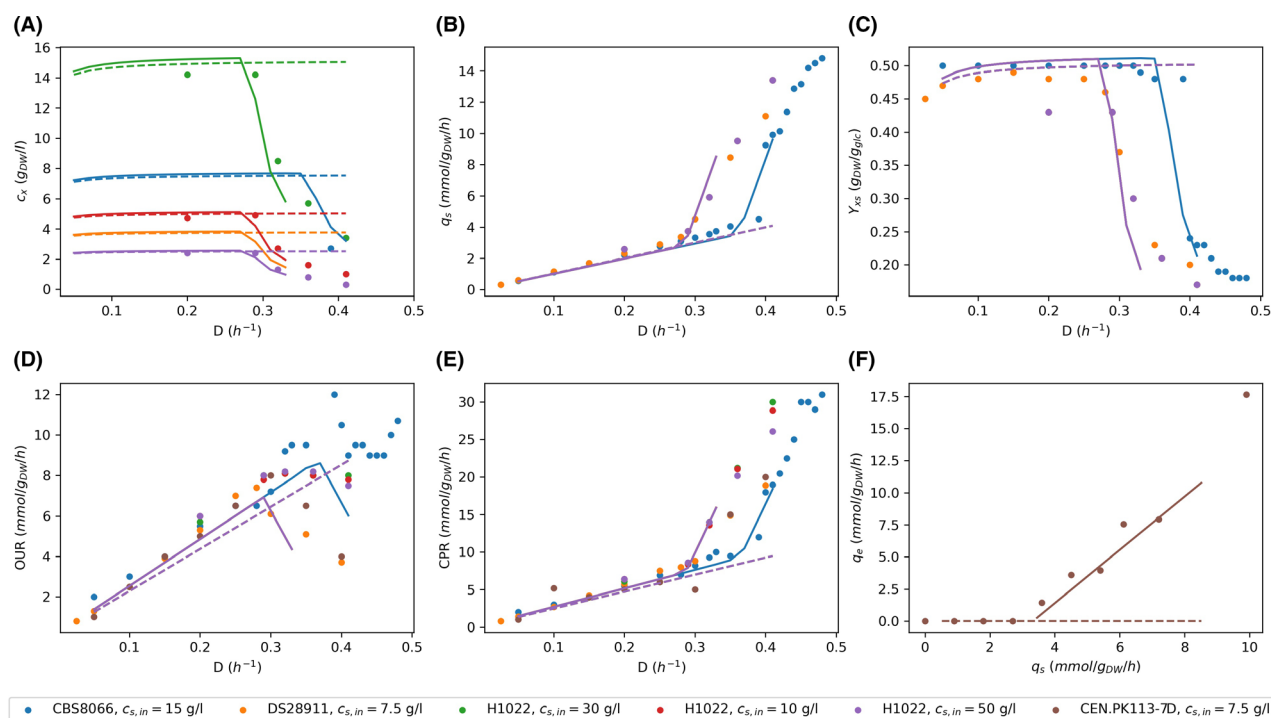 (A)
(B)
(C)
16
14
12
10
8
6
4
2
0
c_x (g_DW/l)
0.1 0.2 0.3 0.4 0.5
D (h⁻¹)
14
12
10
8
6
4
2
0
q_s (mmol/g_DW/h)
0.0 0.1 0.2 0.3 0.4 0.5
D (h⁻¹)
0.50
0.45
0.40
0.35
0.30
0.25
0.20
Y_xs (g_DW/g_glc)
0.0 0.1 0.2 0.3 0.4 0.5
D (h⁻¹)
(D)
(E)
(F)
12
10
8
6
4
2
OUR (mmol/g_DW/h)
0.1 0.2 0.3 0.4 0.5
D (h⁻¹)
30
25
20
15
10
5
0
CPR (mmol/g_DW/h)
0.0 0.1 0.2 0.3 0.4 0.5
D (h⁻¹)
17.5
15.0
12.5
10.0
7.5
5.0
2.5
0.0
q_e (mmol/g_DW/h)
0 2 4 6 8 10
q_s (mmol/g_DW/h)
CBS8066, c_s,in = 15 g/l DS28911, c_s,in = 7.5 g/l H1022, c_s,in = 30 g/l H1022, c_s,in = 10 g/l H1022, c_s,in = 50 g/l CEN.PK113-7D, c_s,in = 7.5 g/l